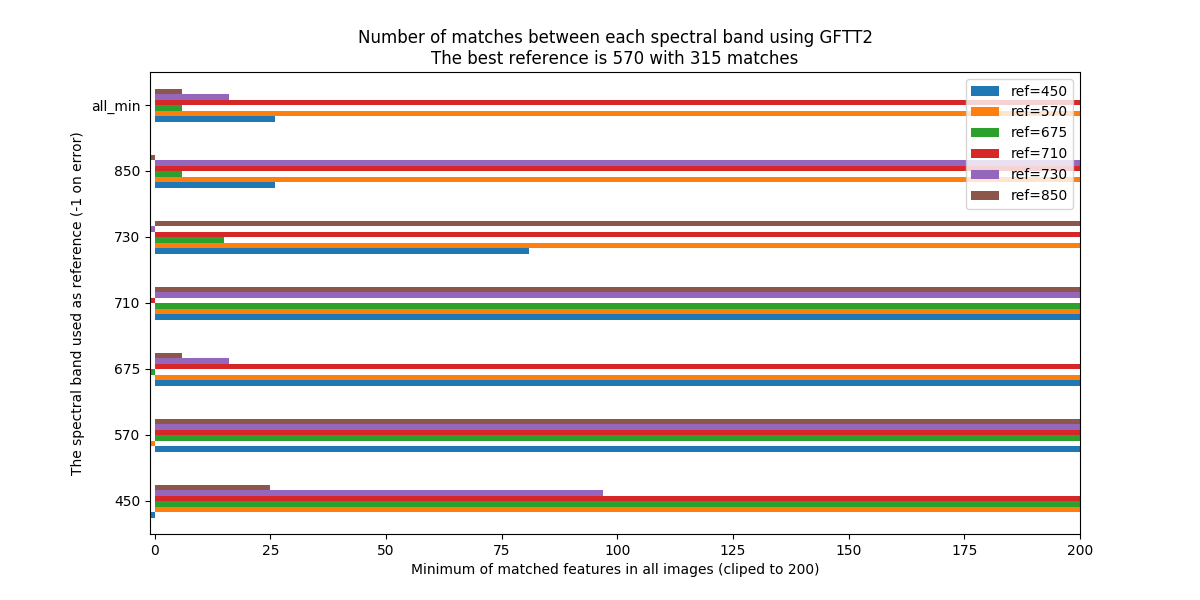 Number of matches between each spectral band using GFTT2
The best reference is 570 with 315 matches
ref=450
ref=570
ref=675
ref=710
ref=730
ref=850
The spectral band used as reference (-1 on error)
all_min
850
730
710
675
570
450
0 25 50 75 100 125 150 175 200
Minimum of matched features in all images (cliped to 200)